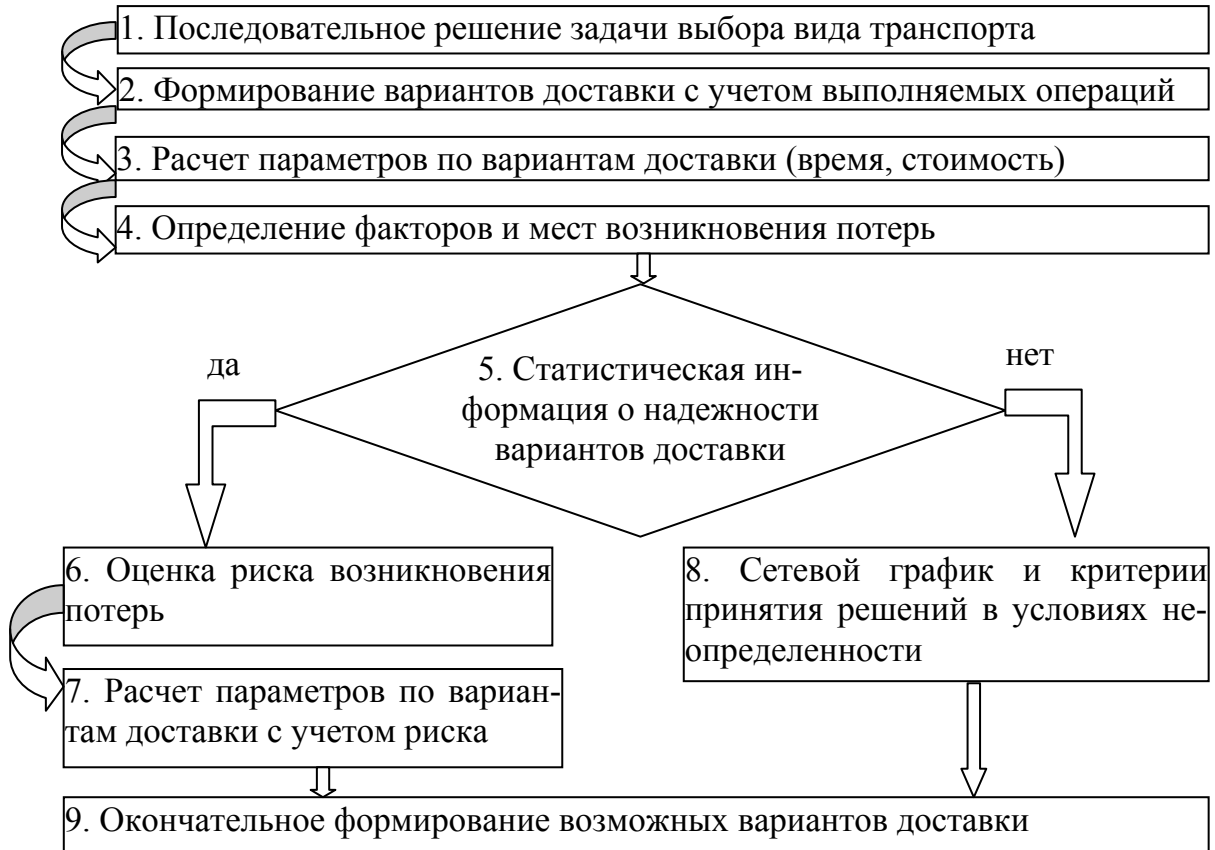 1. Последовательное решение задачи выбора вида транспорта
2. Формирование вариантов доставки с учетом выполняемых операций
3. Расчет параметров по вариантам доставки (время, стоимость)
4. Определение факторов и мест возникновения потерь
да
нет
5. Статистическая ин-
формация о надежности
вариантов доставки
6. Оценка риска возникновения
потерь
7. Расчет параметров по вариан-
там доставки с учетом риска
8. Сетевой график и критерии
принятия решений в условиях не-
определенности
9. Окончательное формирование возможных вариантов доставки